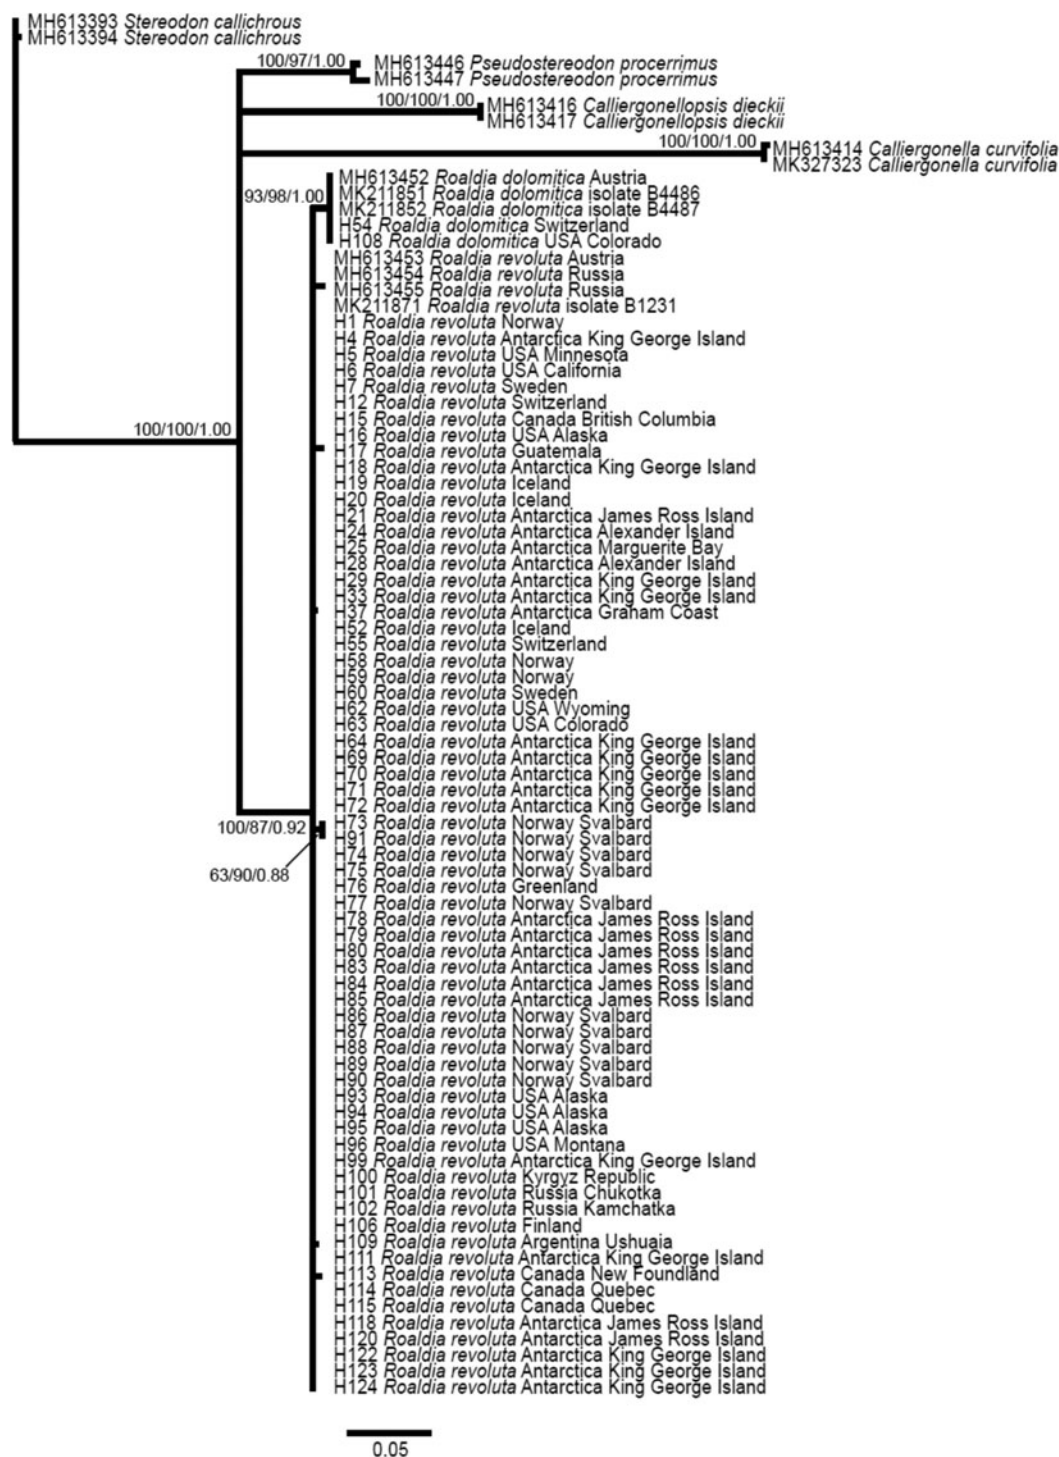 MH613393 Stereodon callichrous
MH613394 Stereodon callichrous
100/97/1.00
MH613446 Pseudostereodon procerrimus
MH613447 Pseudostereodon procerrimus
100/100/1.00
MH613416 Calliergonellopsis dieckii
MH613417 Calliergonellopsis dieckii
100/100/1.00
MH613414 Calliergonella curvifolia
MK327323 Calliergonella curvifolia
93/98/1.00
MH613452 Roaldia dolomitica Austria
MK211851 Roaldia dolomitica isolate B4486
MK211852 Roaldia dolomitica isolate B4487
H54 Roaldia dolomitica Switzerland
H108 Roaldia dolomitica USA Colorado
MH613453 Roaldia revoluta Austria
MH613454 Roaldia revoluta Russia
MH613455 Roaldia revoluta Russia
MK211871 Roaldia revoluta isolate B1231
H1 Roaldia revoluta Norway
H4 Roaldia revoluta Antarctica King George Island
H5 Roaldia revoluta USA Minnesota
H6 Roaldia revoluta USA California
H7 Roaldia revoluta Sweden
H12 Roaldia revoluta Switzerland
H15 Roaldia revoluta Canada British Columbia
100/100/1.00
H16 Roaldia revoluta USA Alaska
H17 Roaldia revoluta Guatemala
H18 Roaldia revoluta Antarctica King George Island
H19 Roaldia revoluta Iceland
H20 Roaldia revoluta Iceland
H21 Roaldia revoluta Antarctica James Ross Island
H24 Roaldia revoluta Antarctica Alexander Island
H25 Roaldia revoluta Antarctica Marguerite Bay
H28 Roaldia revoluta Antarctica Alexander Island
H29 Roaldia revoluta Antarctica King George Island
H33 Roaldia revoluta Antarctica King George Island
H37 Roaldia revoluta Antarctica Graham Coast
H52 Roaldia revoluta Iceland
H55 Roaldia revoluta Switzerland
H58 Roaldia revoluta Norway
H59 Roaldia revoluta Norway
H60 Roaldia revoluta Sweden
H62 Roaldia revoluta USA Wyoming
H63 Roaldia revoluta USA Colorado
H64 Roaldia revoluta Antarctica King George Island
H69 Roaldia revoluta Antarctica King George Island
H70 Roaldia revoluta Antarctica King George Island
H71 Roaldia revoluta Antarctica King George Island
H72 Roaldia revoluta Antarctica King George Island
100/87/0.92
H73 Roaldia revoluta Norway Svalbard
H91 Roaldia revoluta Norway Svalbard
H74 Roaldia revoluta Norway Svalbard
63/90/0.88
H75 Roaldia revoluta Norway Svalbard
H76 Roaldia revoluta Greenland
H77 Roaldia revoluta Norway Svalbard
H78 Roaldia revoluta Antarctica James Ross Island
H79 Roaldia revoluta Antarctica James Ross Island
H80 Roaldia revoluta Antarctica James Ross Island
H83 Roaldia revoluta Antarctica James Ross Island
H84 Roaldia revoluta Antarctica James Ross Island
H85 Roaldia revoluta Antarctica James Ross Island
H86 Roaldia revoluta Norway Svalbard
H87 Roaldia revoluta Norway Svalbard
H88 Roaldia revoluta Norway Svalbard
H89 Roaldia revoluta Norway Svalbard
H90 Roaldia revoluta Norway Svalbard
H93 Roaldia revoluta USA Alaska
H94 Roaldia revoluta USA Alaska
H95 Roaldia revoluta USA Alaska
H96 Roaldia revoluta USA Montana
H99 Roaldia revoluta Antarctica King George Island
H100 Roaldia revoluta Kyrgyz Republic
H101 Roaldia revoluta Russia Chukotka
H102 Roaldia revoluta Russia Kamchatka
H106 Roaldia revoluta Finland
H109 Roaldia revoluta Argentina Ushuaia
H111 Roaldia revoluta Antarctica King George Island
H113 Roaldia revoluta Canada New Foundland
H114 Roaldia revoluta Canada Quebec
H115 Roaldia revoluta Canada Quebec
H118 Roaldia revoluta Antarctica James Ross Island
H120 Roaldia revoluta Antarctica James Ross Island
H122 Roaldia revoluta Antarctica King George Island
H123 Roaldia revoluta Antarctica King George Island
H124 Roaldia revoluta Antarctica King George Island
0.05